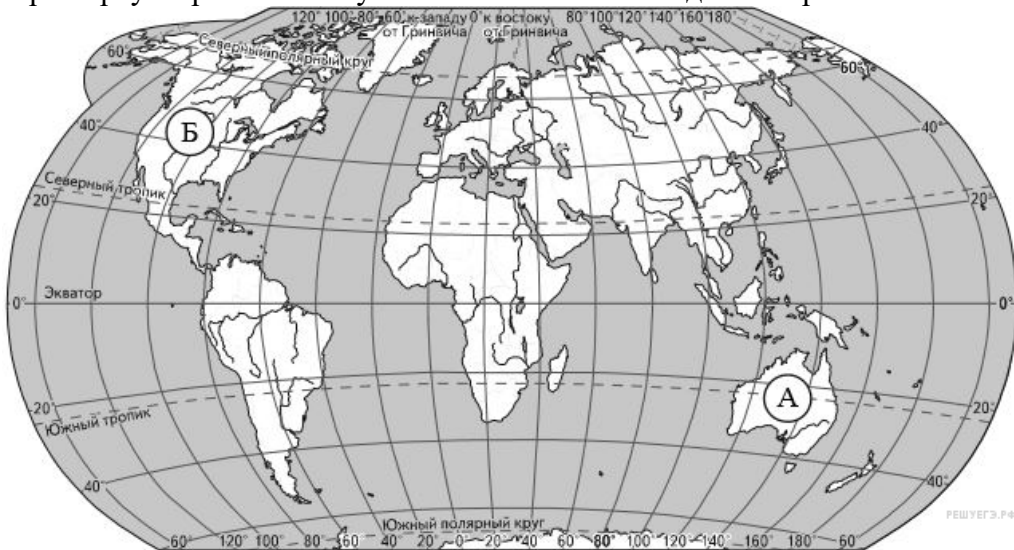 120° 100° 80° 60° к западу 0° к востоку 80° 100° 120° 140° 160° 180°
от Гринвича от Гринвича
60° Северный полярный круг 60°
40° Б 40°
Северный тропик
20° 20°
Экватор
0° 0°
А
20° 20°
Южный тропик
40° 40°
РЕШУЕГЭ.РФ
Южный полярный круг
60° 120° 100° 80° 60° 40° 20° 0° 20° 40° 60° 80° 100° 120° 140° 160° 60°